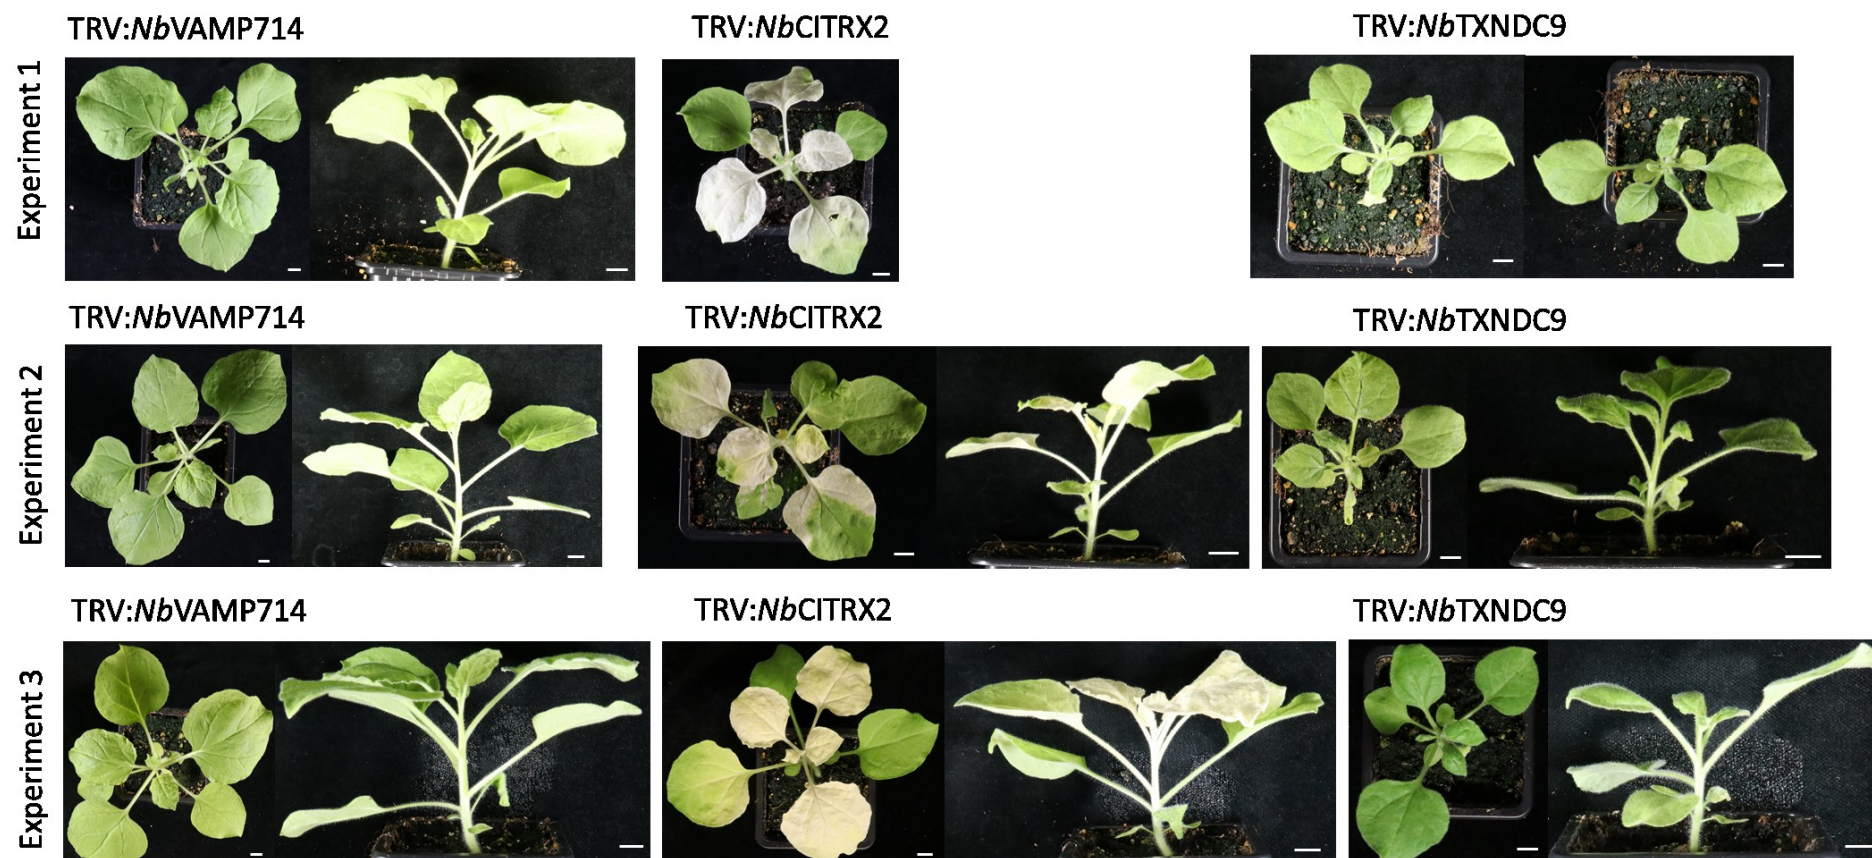 TRV:NbVAMP714 TRV:NbCITRX2 TRV:NbTXNDC9
Experiment 1
TRV:NbVAMP714 TRV:NbCITRX2 TRV:NbTXNDC9
Experiment 2
TRV:NbVAMP714 TRV:NbCITRX2 TRV:NbTXNDC9
Experiment 3